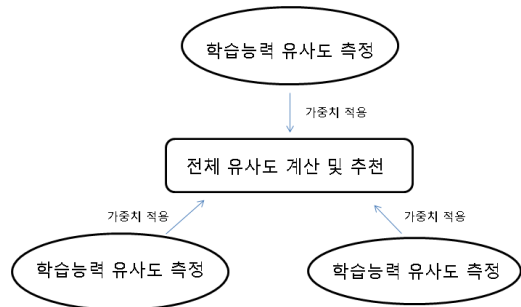 학습능력 유사도 측정
가중치 적용
전체 유사도 계산 및 추천
가중치 적용
가중치 적용
학습능력 유사도 측정
학습능력 유사도 측정